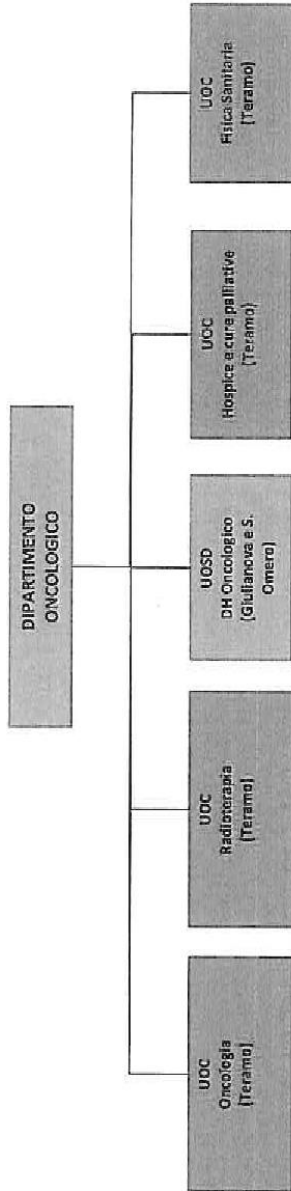 DIPARTIMENTO
ONCOLOGICO
UOC
Oncologia
(Teramo)
UOC
Radioterapia
(Teramo)
UOSD
DH Oncologico
(Giulianova e S.
Omero)
UOC
Hospice e cure palliative
(Teramo)
UOC
Fisica Sanitaria
(Teramo)